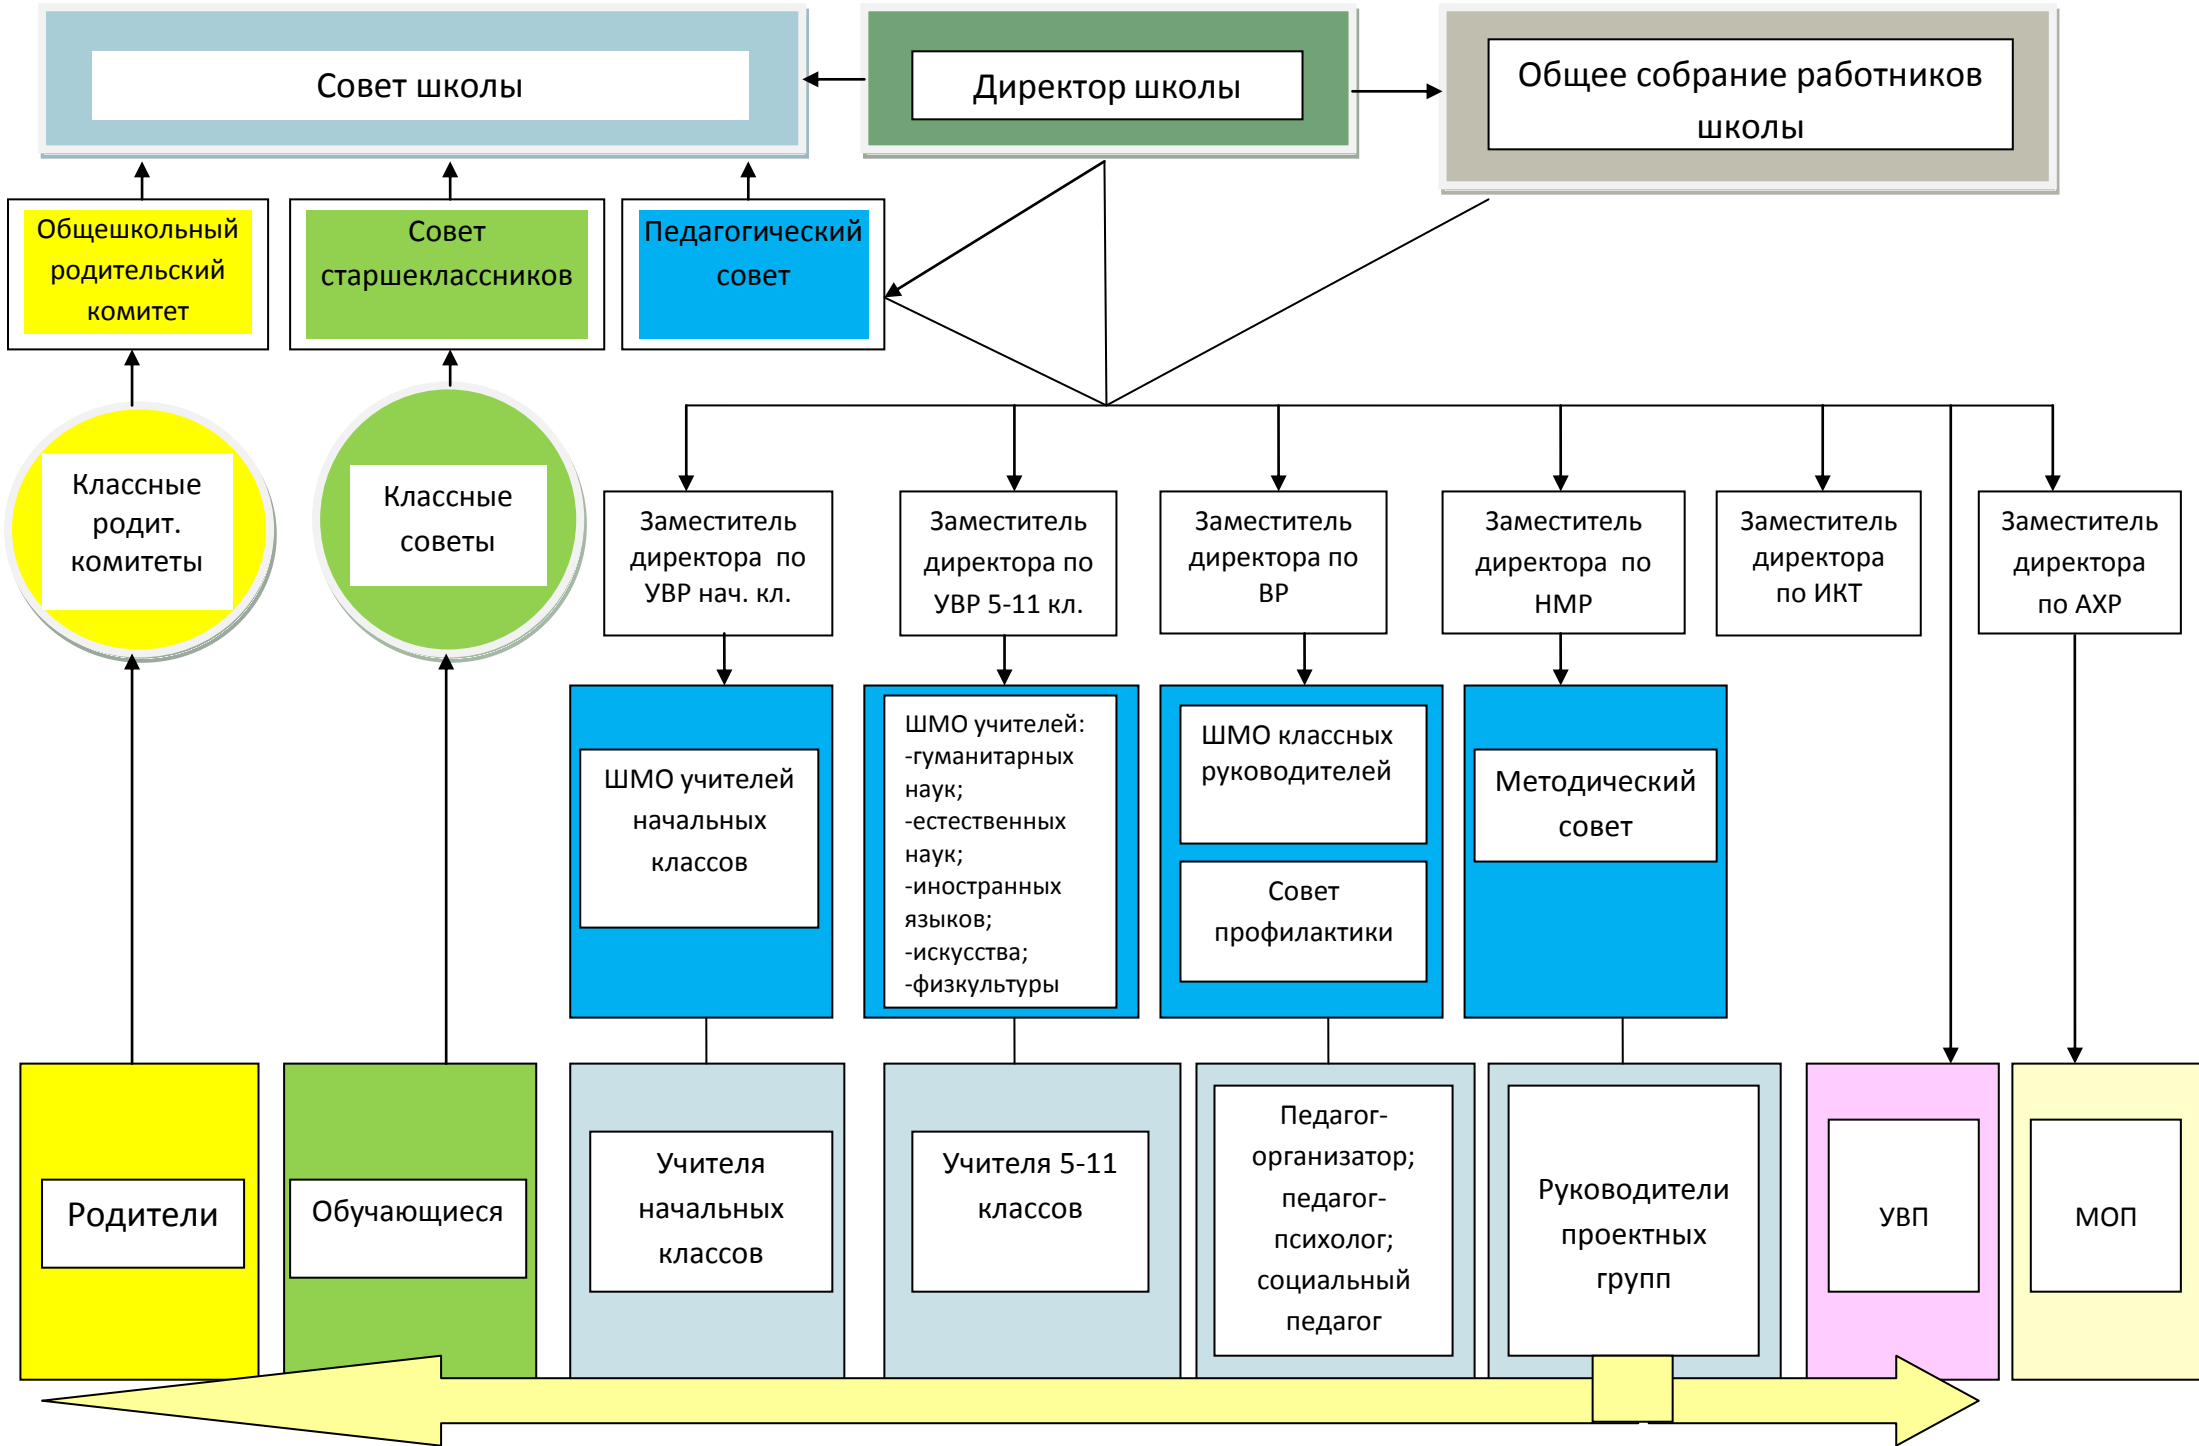 Совет школы
Директор школы
Общее собрание работников
школы
Общешкольный
родительский
комитет
Совет
старшеклассников
Педагогический
совет
Классные
родит.
комитеты
Классные
советы
Заместитель
директора по
УВР нач. кл.
Заместитель
директора по
УВР 5-11 кл.
Заместитель
директора по
ВР
Заместитель
директора по
НМР
Заместитель
директора
по ИКТ
Заместитель
директора
по АХР
ШМО учителей
начальных
классов
ШМО учителей:
-гуманитарных
наук;
-естественных
наук;
-иностранных
языков;
-искусства;
-физкультуры
ШМО классных
руководителей
Совет
профилактики
Методический
совет
Родители
Обучающиеся
Учителя
начальных
классов
Учителя 5-11
классов
Педагог-
организатор;
педагог-
психолог;
социальный
педагог
Руководители
проектных
групп
УВП
МОП